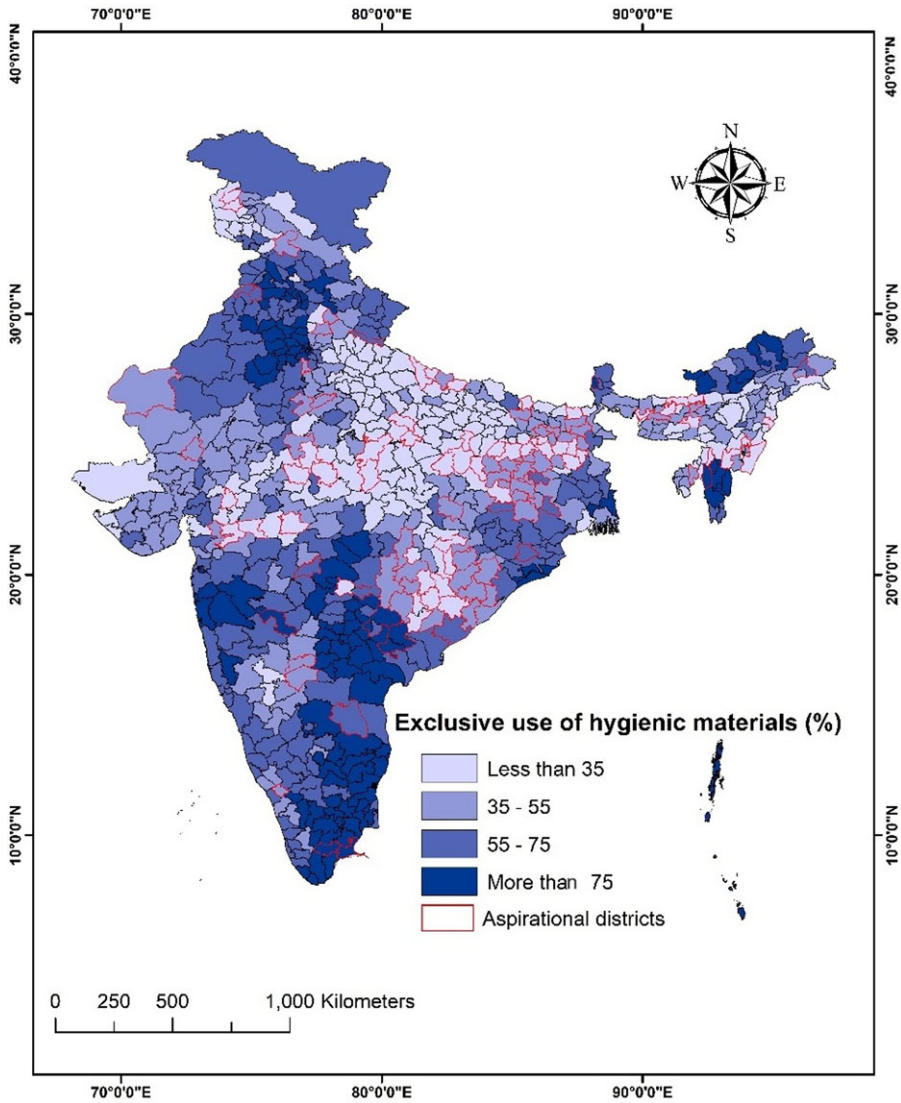 70°0'0"E 80°0'0"E 90°0'0"E
40°0'0"N 40°0'0"N
N
W E
S
30°0'0"N 30°0'0"N
20°0'0"N 20°0'0"N
Exclusive use of hygienic materials (%)
Less than 35
35 - 55
10°0'0"N 10°0'0"N
55 - 75
More than 75
Aspirational districts
0 250 500 1,000 Kilometers
70°0'0"E 80°0'0"E 90°0'0"E